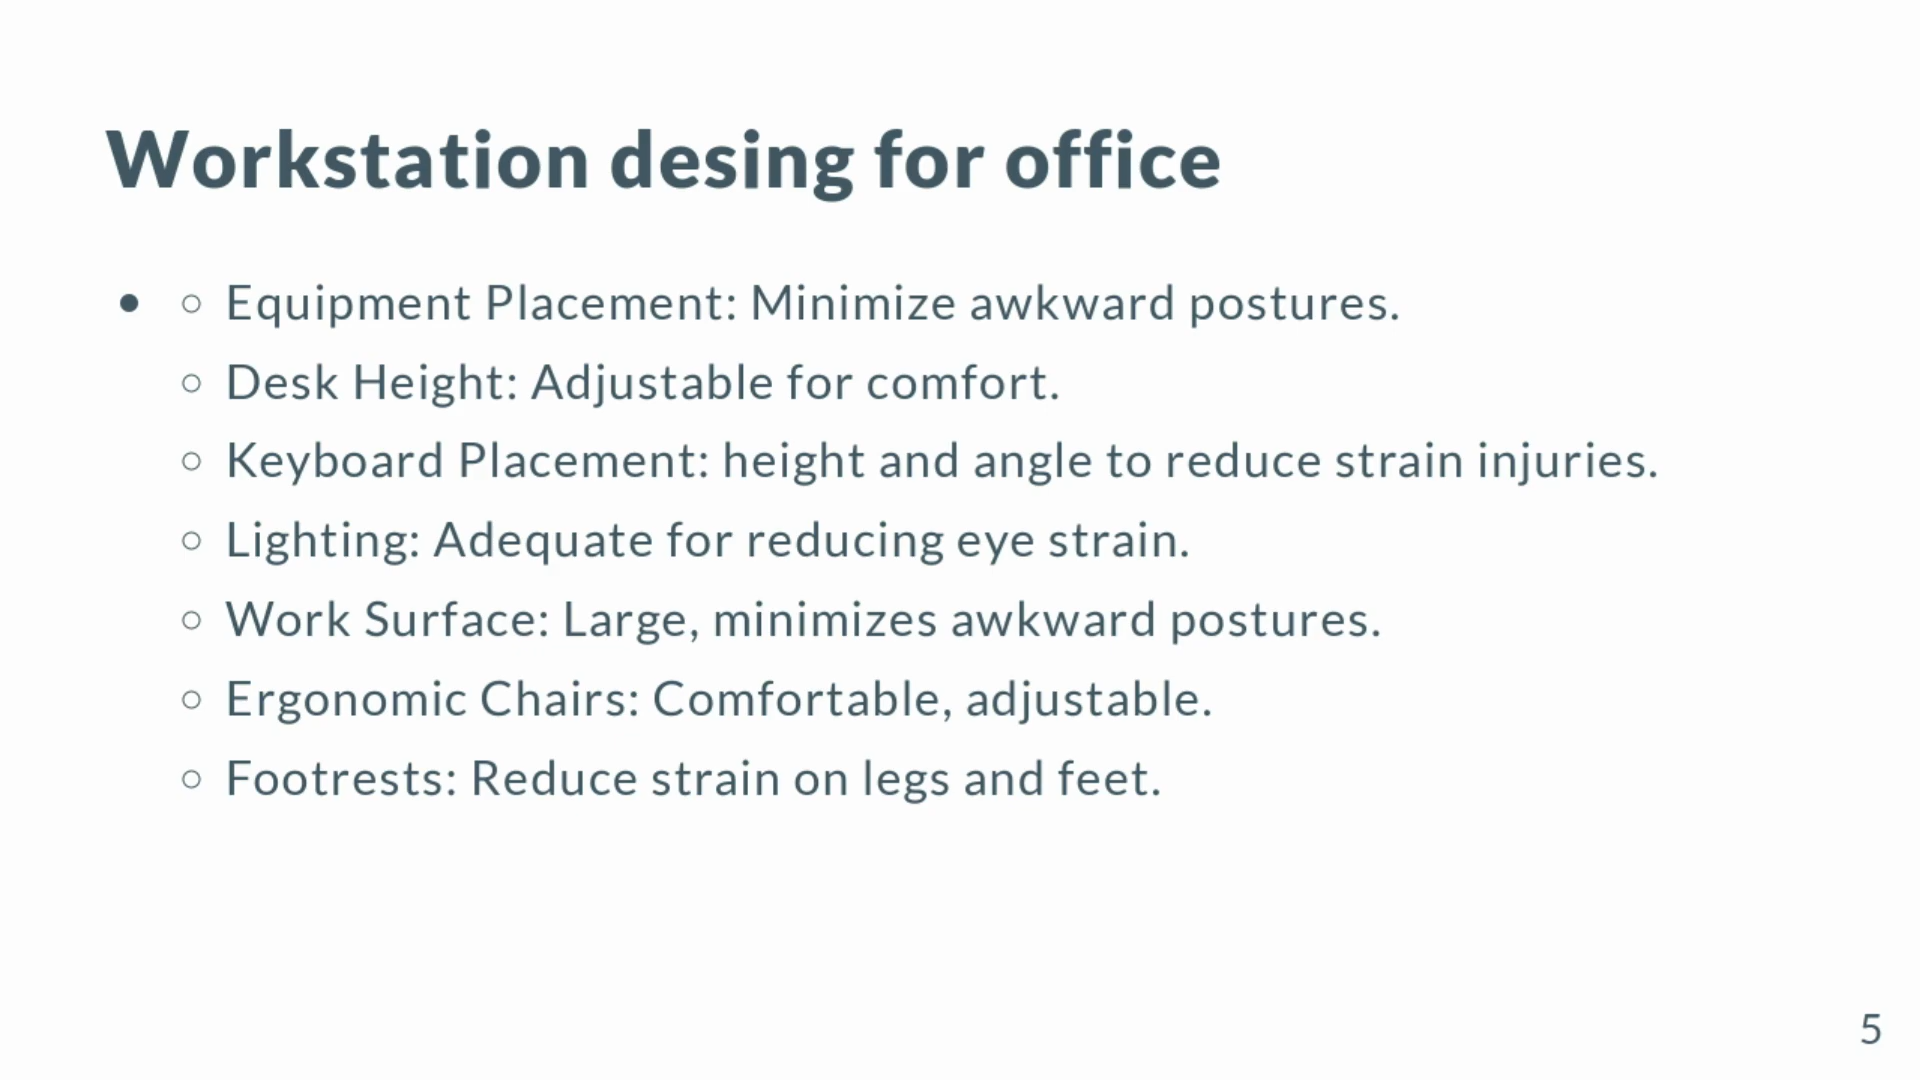 Workstation desing for office
Equipment Placement: Minimize awkward postures.
Desk Height: Adjustable for comfort.
Keyboard Placement: height and angle to reduce strain injuries.
Lighting: Adequate for reducing eye strain.
Work Surface: Large, minimizes awkward postures.
Ergonomic Chairs: Comfortable, adjustable.
Footrests: Reduce strain on legs and feet.
5